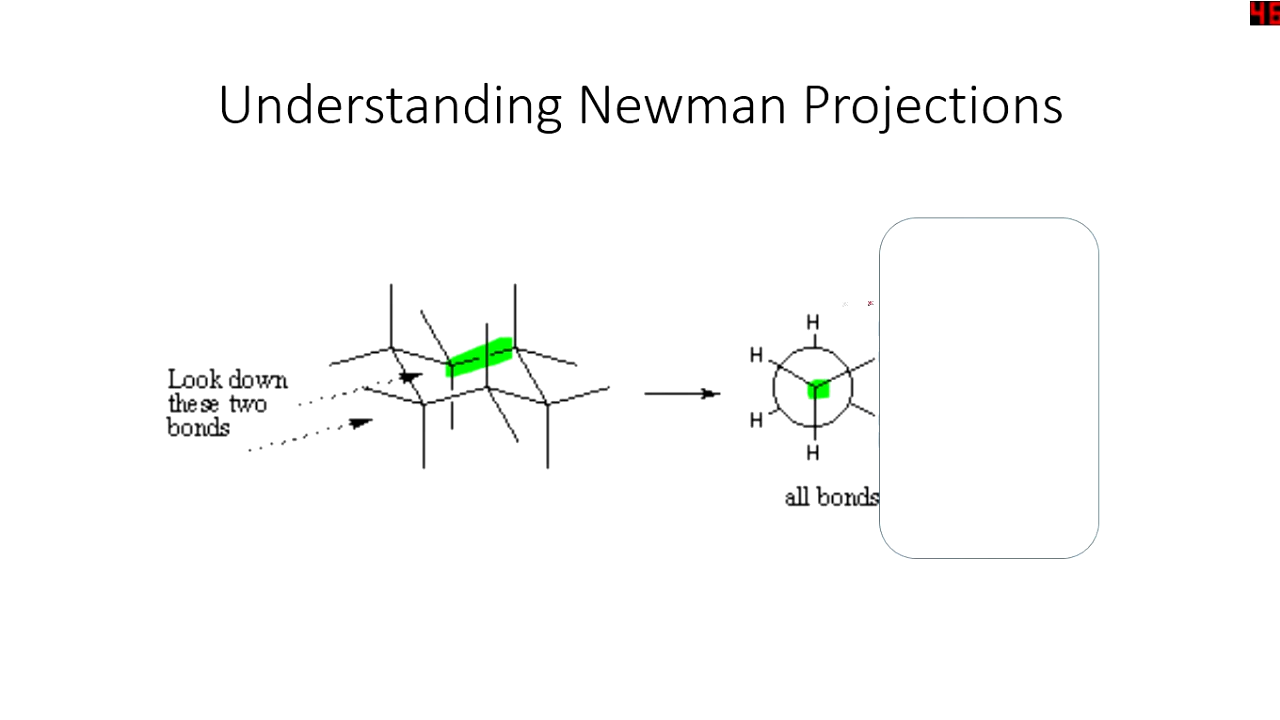 Understanding Newman Projections
Look down
these two
bonds
H
H
H
H
all bonds